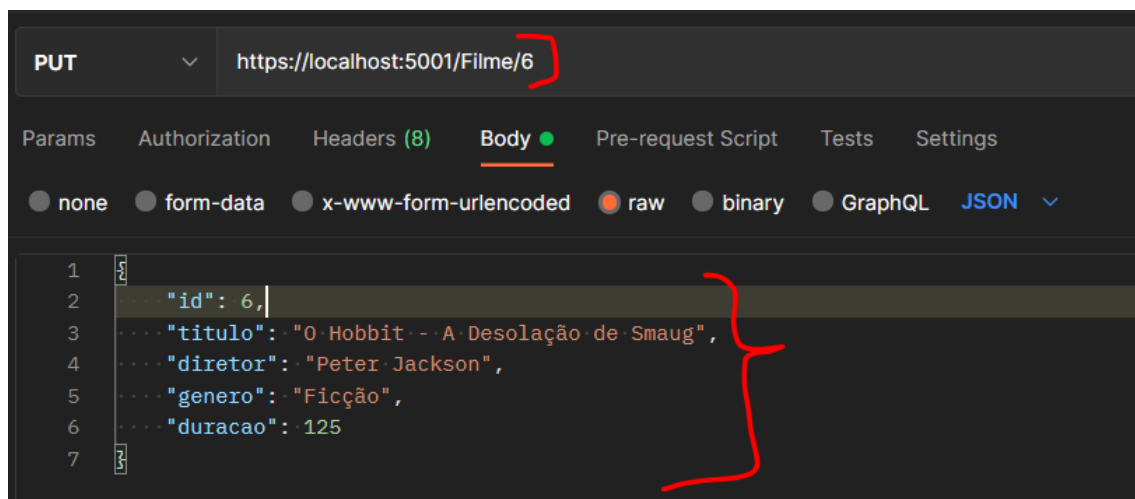 PUT https://localhost:5001/Filme/6
Params Authorization Headers (8) Body Pre-request Script Tests Settings
none form-data x-www-form-urlencoded raw binary GraphQL JSON
1 {
2 "id": 6,
3 "titulo": "O Hobbit -- A Desolação de Smaug",
4 "diretor": "Peter Jackson",
5 "genero": "Ficção",
6 "duracao": 125
7 }